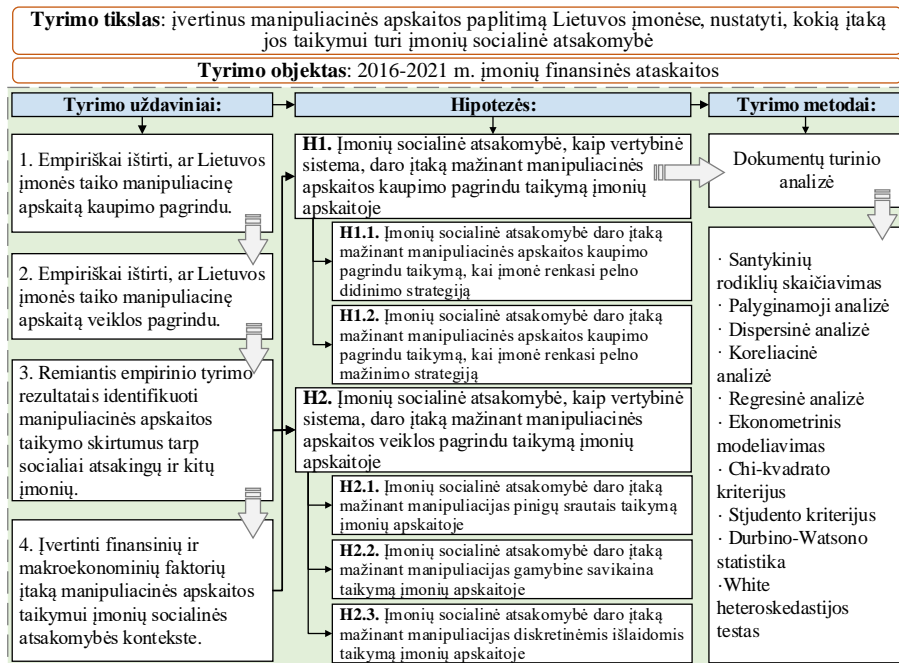 Tyrimo tikslas: įvertinus manipuliacinės apskaitos paplitimą Lietuvos įmonėse, nustatyti, kokią įtaką
jos taikymui turi įmonių socialinė atsakomybė
Tyrimo objektas: 2016-2021 m. įmonių finansinės ataskaitos
Tyrimo uždaviniai:
1. Empiriškai ištirti, ar Lietuvos
įmonės taiko manipuliacinę
apskaitą kaupimo pagrindu.
2. Empiriškai ištirti, ar Lietuvos
įmonės taiko manipuliacinę
apskaitą veiklos pagrindu.
3. Remiantis empirinio tyrimo
rezultatais identifikuoti
manipuliacinės apskaitos
taikymo skirtumus tarp
socialiai atsakingų ir kitų
įmonių.
4. Įvertinti finansinių ir
makroekonominių faktorių
įtaką manipuliacinės apskaitos
taikymui įmonių socialinės
atsakomybės kontekste.
Hipotezės:
H1. Įmonių socialinė atsakomybė, kaip vertybinė
sistema, daro įtaką mažinant manipuliacinės
apskaitos kaupimo pagrindu taikymą įmonių
apskaitoje
H1.1. Įmonių socialinė atsakomybė daro įtaką
mažinant manipuliacinės apskaitos kaupimo
pagrindu taikymą, kai įmonė renkasi pelno
didinimo strategiją
H1.2. Įmonių socialinė atsakomybė daro įtaką
mažinant manipuliacinės apskaitos kaupimo
pagrindu taikymą, kai įmonė renkasi pelno
mažinimo strategiją
H2. Įmonių socialinė atsakomybė, kaip vertybinė
sistema, daro įtaką mažinant manipuliacinės
apskaitos veiklos pagrindu taikymą įmonių
apskaitoje
H2.1. Įmonių socialinė atsakomybė daro įtaką
mažinant manipuliacijas pinigų srautais taikymą
įmonių apskaitoje
H2.2. Įmonių socialinė atsakomybė daro įtaką
mažinant manipuliacijas gamybine savikaina
taikymą įmonių apskaitoje
H2.3. Įmonių socialinė atsakomybė daro įtaką
mažinant manipuliacijas diskretinėmis išlaidomis
taikymą įmonių apskaitoje
Tyrimo metodai:
Dokumentų turinio
analizė
· Santykinių
rodiklių skaičiavimas
· Palyginamoji analizė
· Dispersinė analizė
· Koreliacinė
analizė
· Regresinė analizė
· Ekonometrinis
modeliavimas
· Chi-kvadrato
kriterijus
· Stjudento kriterijus
· Durbino-Watsono
statistika
·White
heteroskedastijos
testas